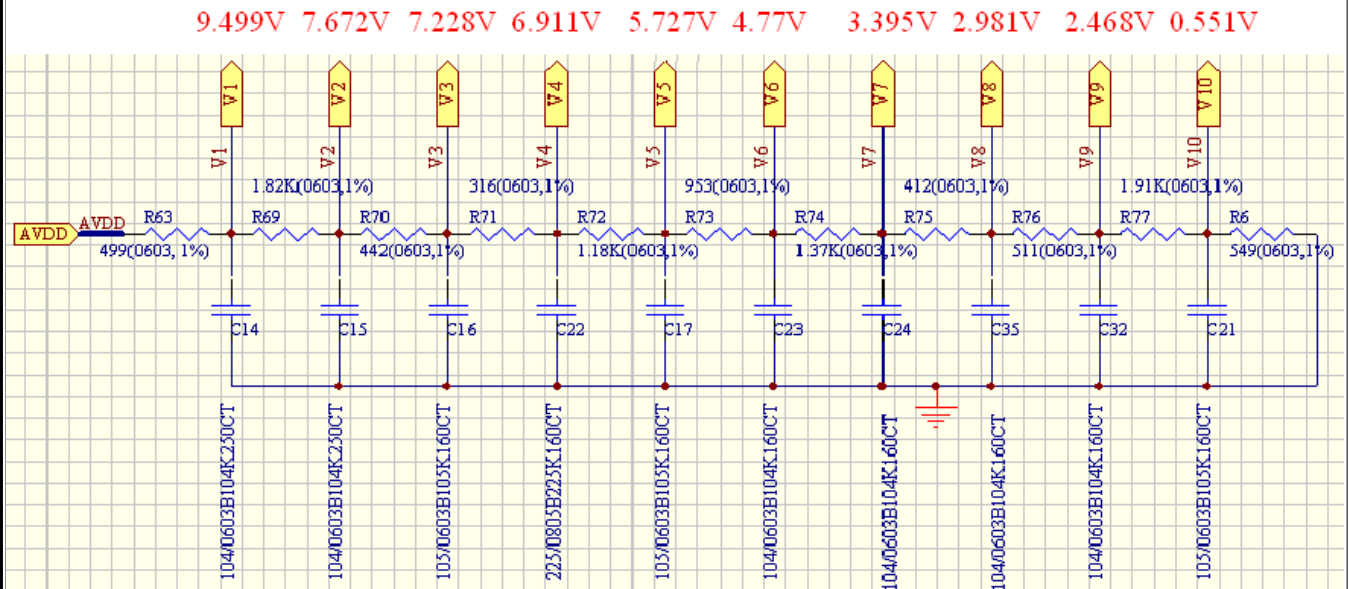 9.499V 7.672V 7.228V 6.911V 5.727V 4.77V 3.395V 2.981V 2.468V 0.551V
V1 V2 V3 V4 V5 V6 V7 V8 V9 V10
V1 V2 V3 V4 V5 V6 V7 V8 V9 V10
1.82K(0603,1%) 316(0603,1%) 953(0603,1%) 412(0603,1%) 1.91K(0603,1%)
AVDD AVDD R63 R69 R70 R71 R72 R73 R74 R75 R76 R77 R6
499(0603, 1%) 442(0603,1%) 1.18K(0603,1%) 1.37K(0603,1%) 511(0603,1%) 549(0603,1%)
C14 C15 C16 C22 C17 C23 C24 C35 C32 C21
104/0603B104K250CT
104/0603B104K250CT
105/0603B105K160CT
225/0805B225K160CT
105/0603B105K160CT
104/0603B104K160CT
104/0603B104K160CT
104/0603B104K160CT
104/0603B104K160CT
105/0603B105K160CT